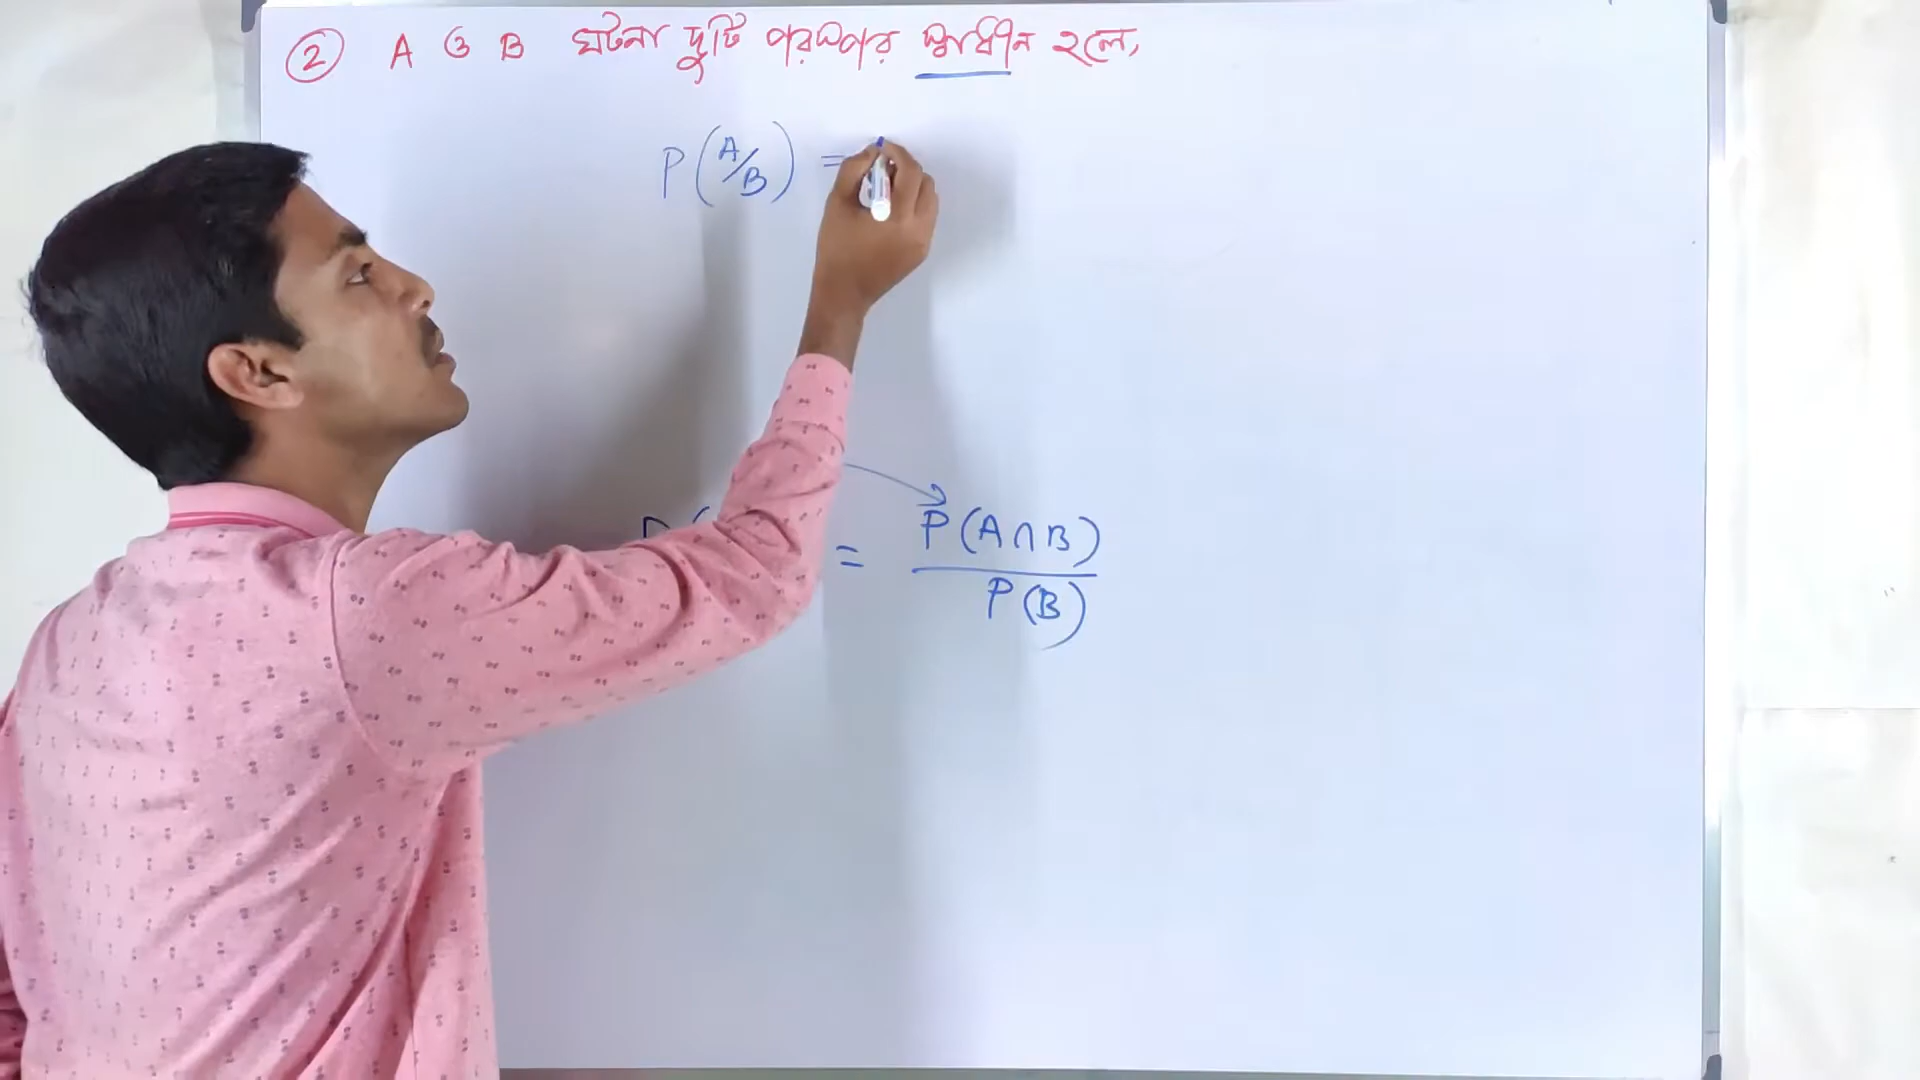 ② A ও B ঘটনা দুটি পরস্পর স্বাধীন হলে,
P(A/B) =
= P(A∩B)
P(B)